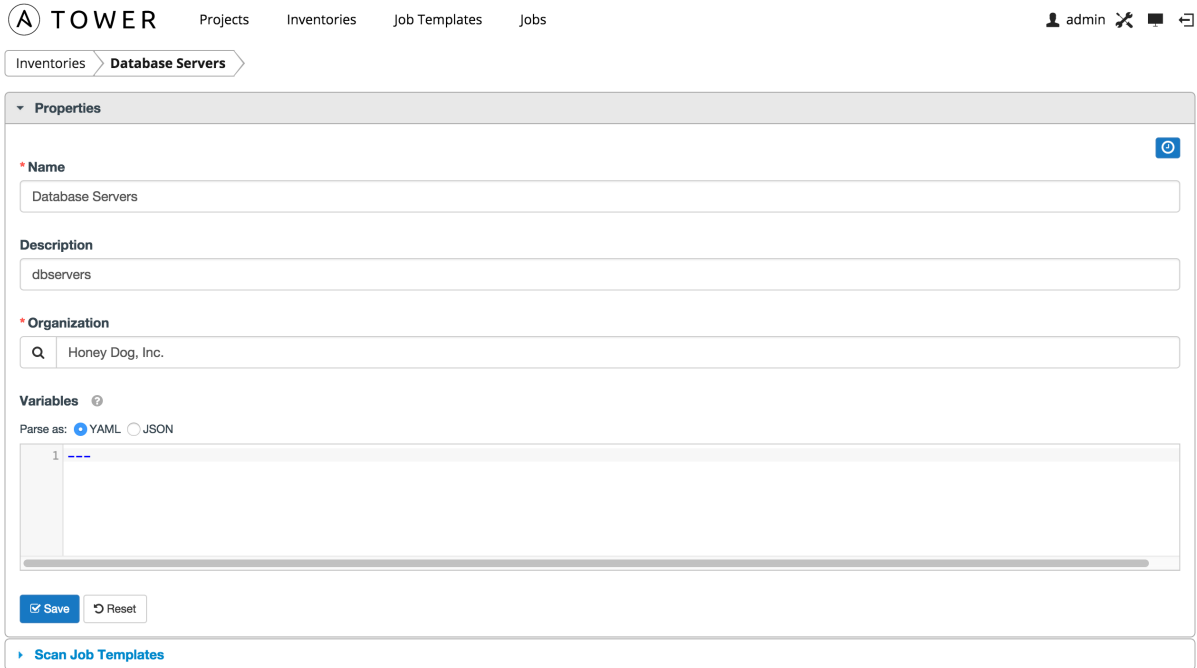 TOWER Projects Inventories Job Templates Jobs admin
Inventories Database Servers
Properties
* Name
Database Servers
Description
dbservers
* Organization
Honey Dog, Inc.
Variables ?
Parse as: YAML JSON
1 ---
Save Reset
Scan Job Templates